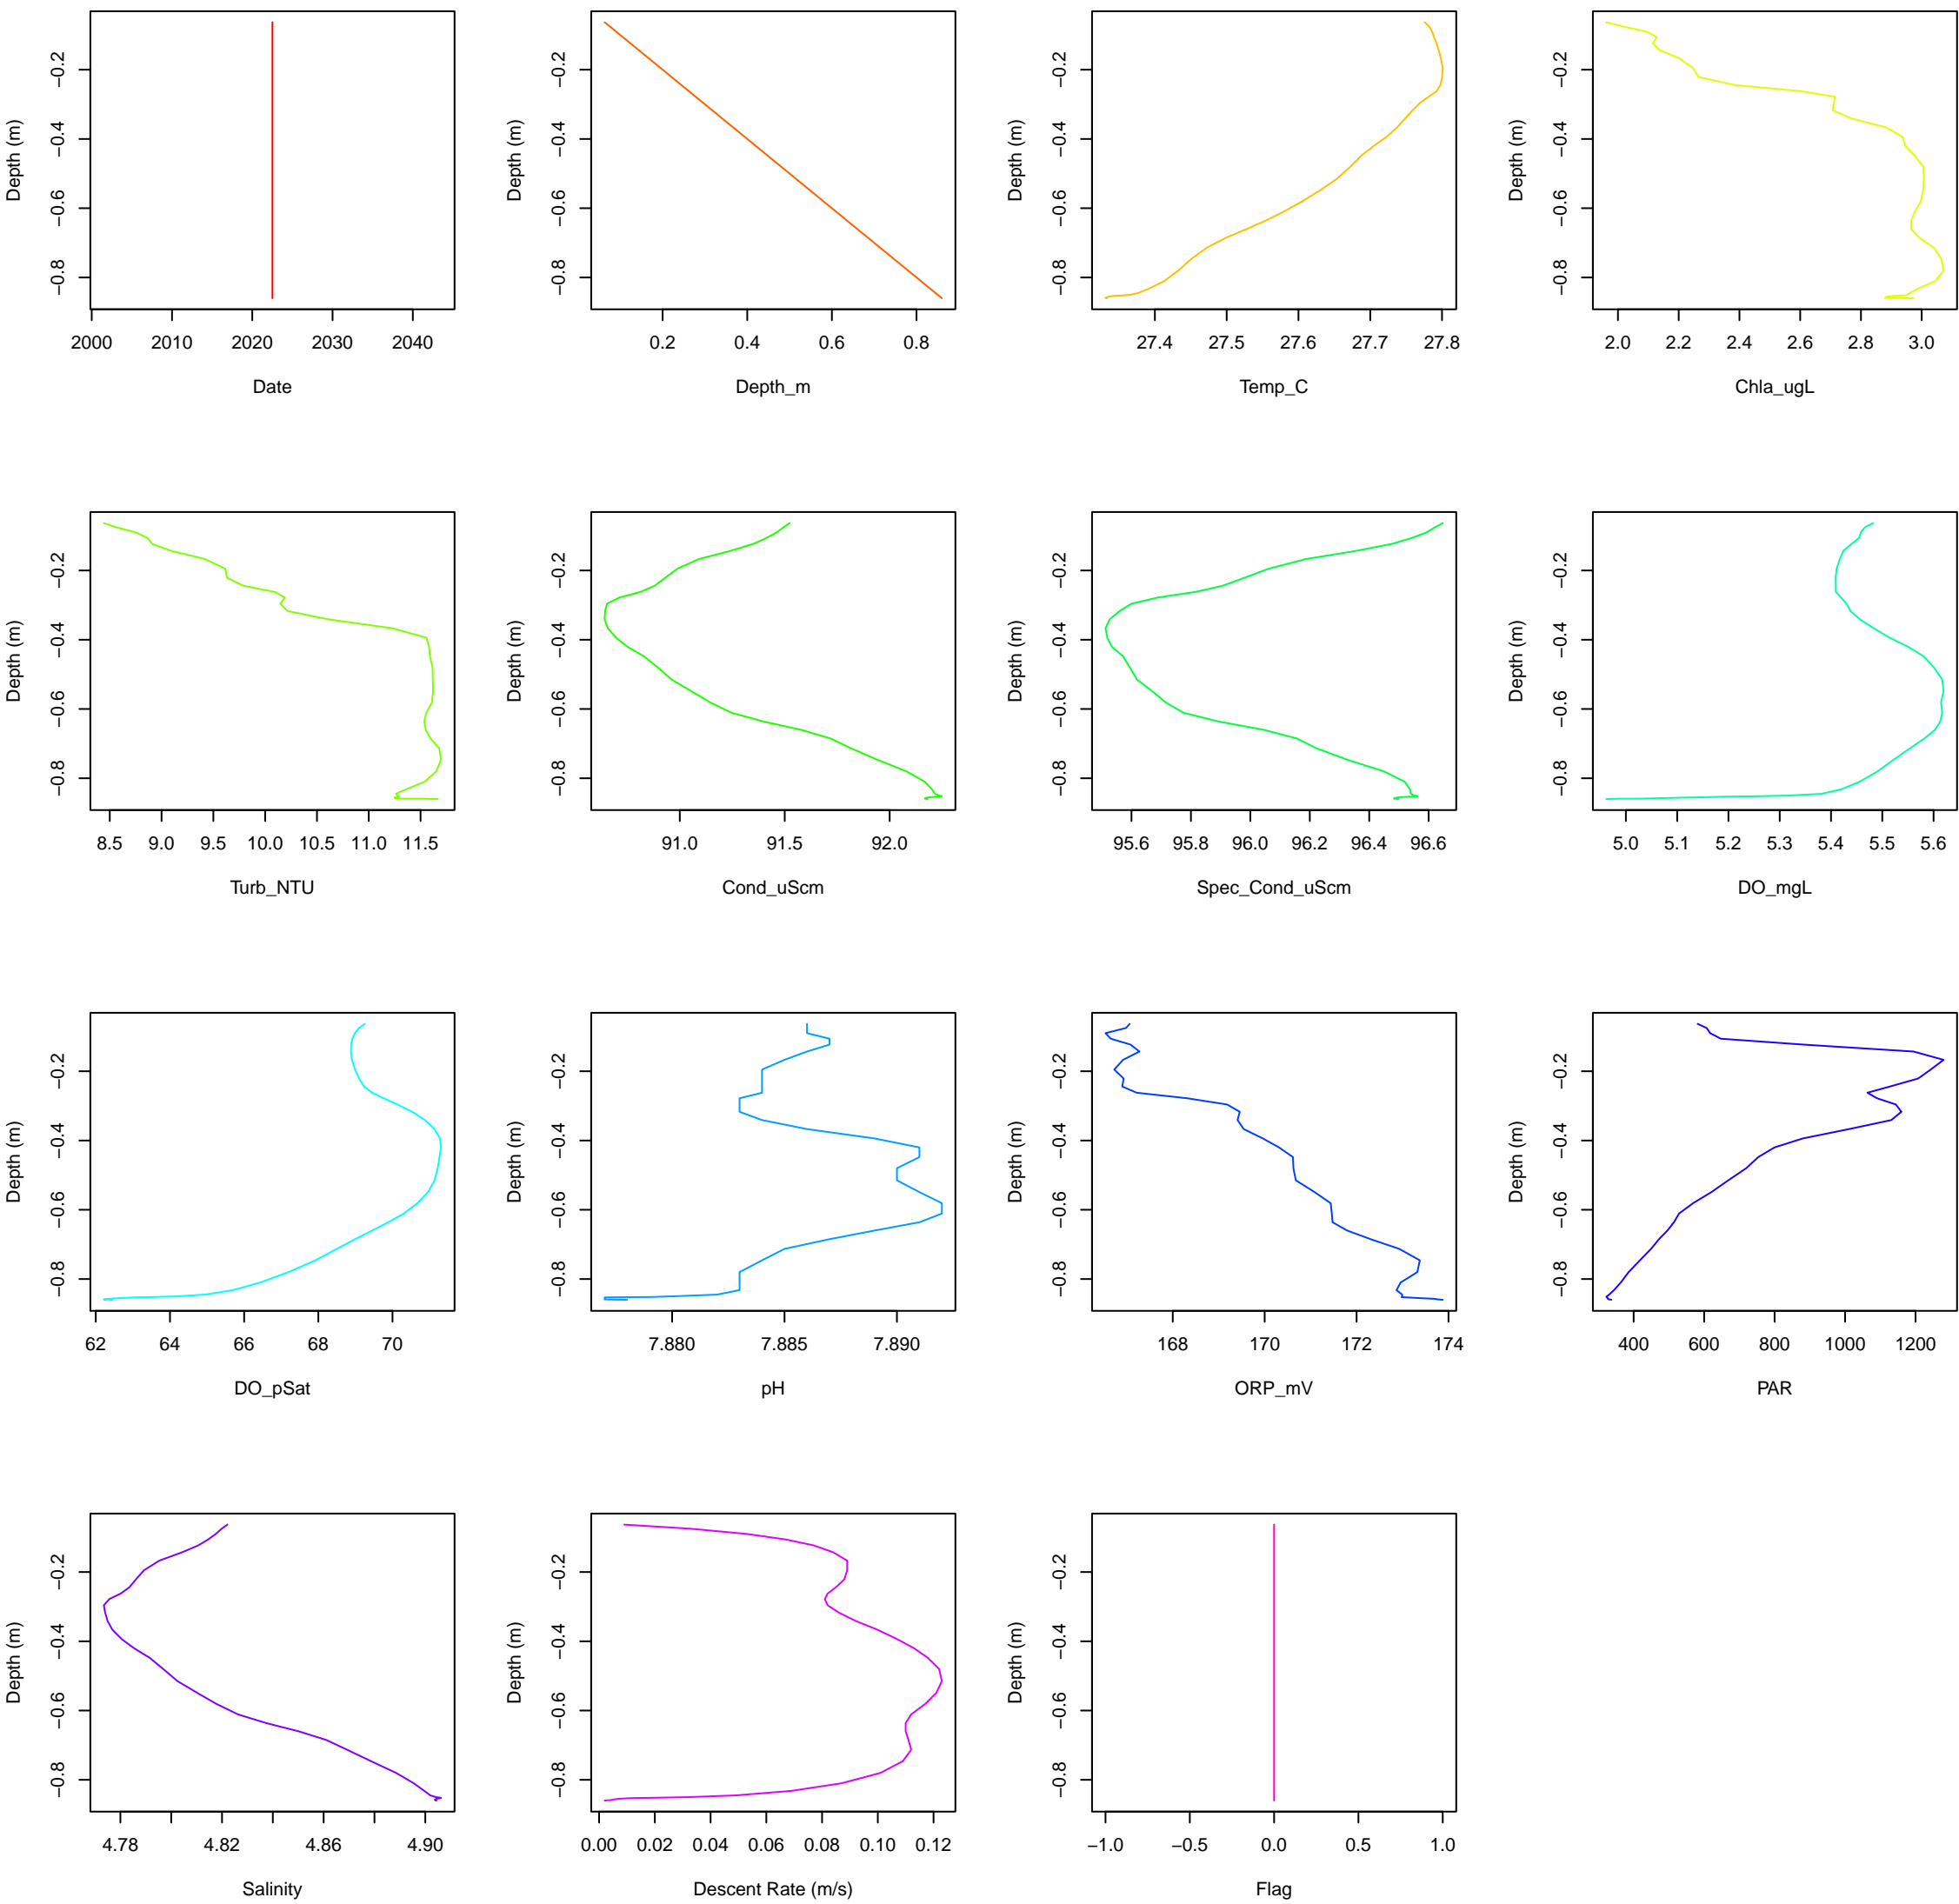 Depth (m)
−0.8 −0.6 −0.4 −0.2
2000 2010 2020 2030 2040
Date
Depth (m)
−0.8 −0.6 −0.4 −0.2
0.2 0.4 0.6 0.8
Depth_m
Depth (m)
−0.8 −0.6 −0.4 −0.2
27.4 27.5 27.6 27.7 27.8
Temp_C
Depth (m)
−0.8 −0.6 −0.4 −0.2
2.0 2.2 2.4 2.6 2.8 3.0
Chla_ugL
Depth (m)
−0.8 −0.6 −0.4 −0.2
8.5 9.0 9.5 10.0 10.5 11.0 11.5
Turb_NTU
Depth (m)
−0.8 −0.6 −0.4 −0.2
91.0 91.5 92.0
Cond_uScm
Depth (m)
−0.8 −0.6 −0.4 −0.2
95.6 95.8 96.0 96.2 96.4 96.6
Spec_Cond_uScm
Depth (m)
−0.8 −0.6 −0.4 −0.2
5.0 5.1 5.2 5.3 5.4 5.5 5.6
DO_mgL
Depth (m)
−0.8 −0.6 −0.4 −0.2
62 64 66 68 70
DO_pSat
Depth (m)
−0.8 −0.6 −0.4 −0.2
7.880 7.885 7.890
pH
Depth (m)
−0.8 −0.6 −0.4 −0.2
168 170 172 174
ORP_mV
Depth (m)
−0.8 −0.6 −0.4 −0.2
400 600 800 1000 1200
PAR
Depth (m)
−0.8 −0.6 −0.4 −0.2
4.78 4.82 4.86 4.90
Salinity
Depth (m)
−0.8 −0.6 −0.4 −0.2
0.00 0.02 0.04 0.06 0.08 0.10 0.12
Descent Rate (m/s)
Depth (m)
−0.8 −0.6 −0.4 −0.2
−1.0 −0.5 0.0 0.5 1.0
Flag